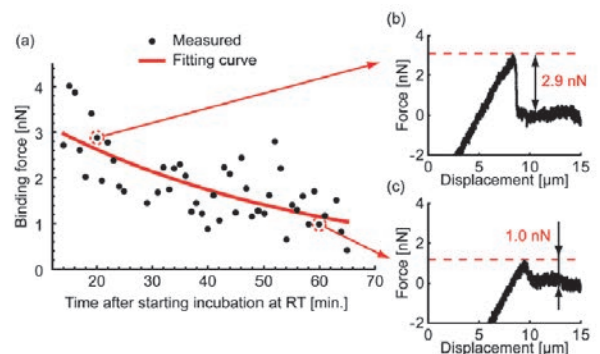 (a)
Measured
Fitting curve
Binding force [nN]
4
3
2
1
0
20
30
40
50
60
70
Time after starting incubation at RT [min.]
(b)
Force [nN]
4
2
0
-2
2.9 nN
0
5
10
15
Displacement [µm]
(c)
Force [nN]
4
2
0
-2
1.0 nN
0
5
10
15
Displacement [µm]